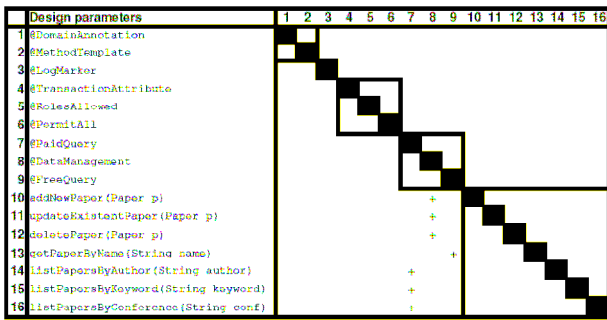 Design parameters 1 2 3 4 5 6 7 8 9 10 11 12 13 14 15 16
1 @DomainAnnotation
2 @MethodTemplate
3 @LogMarker
4 @TransactionAttribute
5 @RolesAllowed
6 @PermitAll
7 @PaidQuery
8 @DataManagement
9 @FreeQuery
10 addNewPaper(Paper p) +
11 updateExistentPaper(Paper p) +
12 deletePaper(Paper p) +
13 getPaperByName(String name) +
14 listPapersByAuthor(String author) +
15 listPapersByKeyword(String keyword) +
16 listPapersByConference(String conf) +